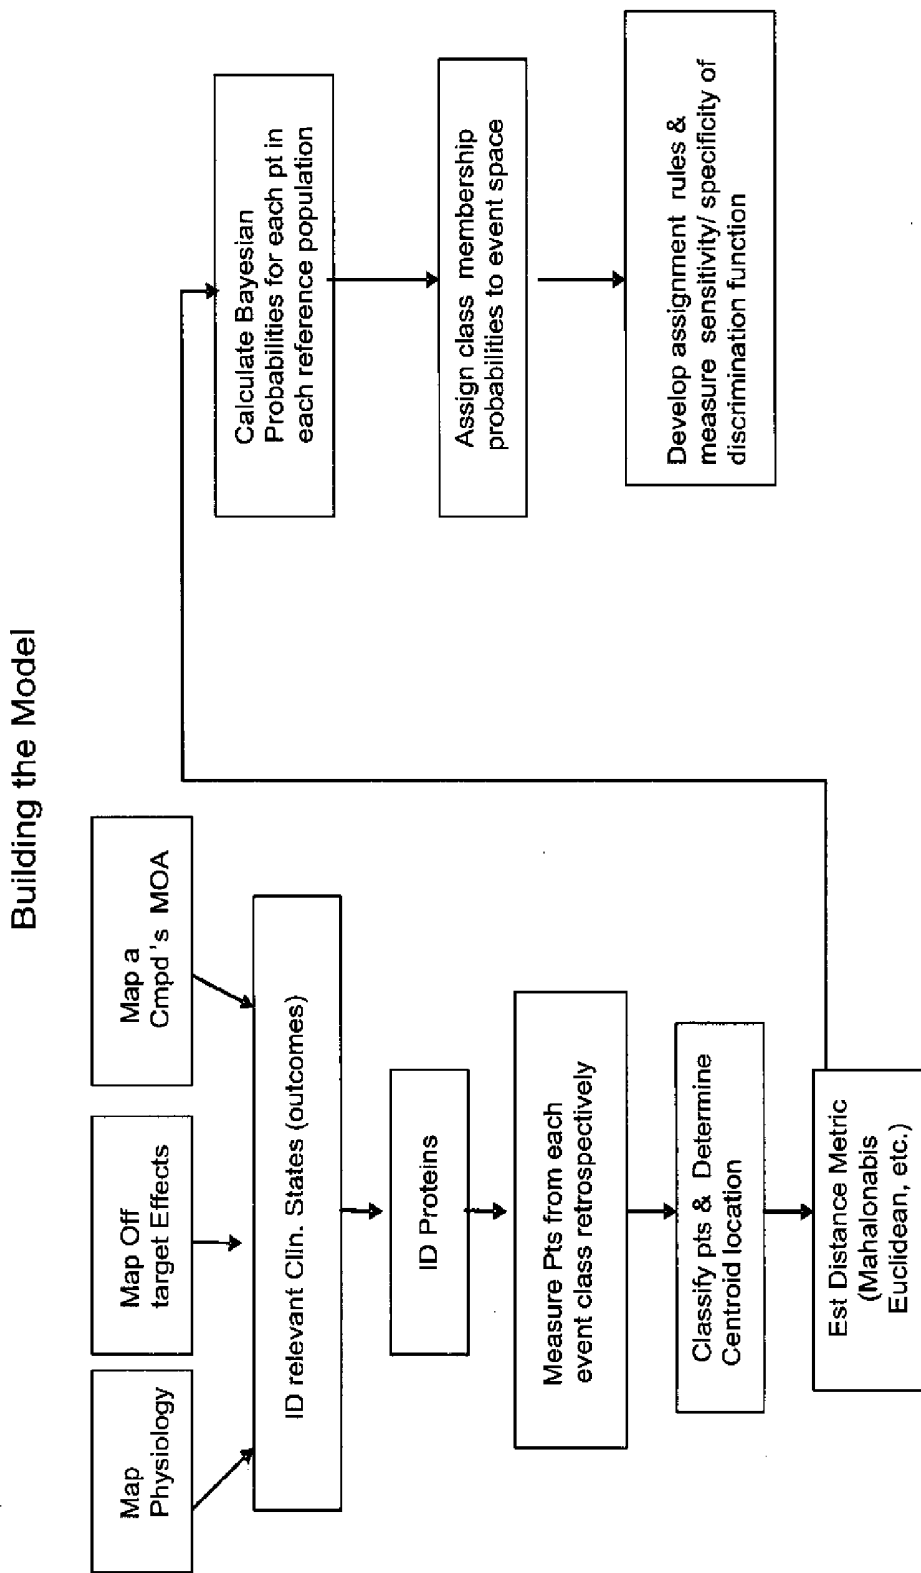 Building the Model
Map
Physiology
Map Off
target Effects
Map a
Cmpd's MOA
ID relevant Clin. States (outcomes)
ID Proteins
Measure Pts from each
event class retrospectively
Classify pts & Determine
Centroid location
Est Distance Metric
(Mahalonabis
Euclidean, etc.)
Calculate Bayesian
Probabilities for each pt in
each reference population
Assign class membership
probabilities to event space
Develop assignment rules &
measure sensitivity/ specificity of
discrimination function